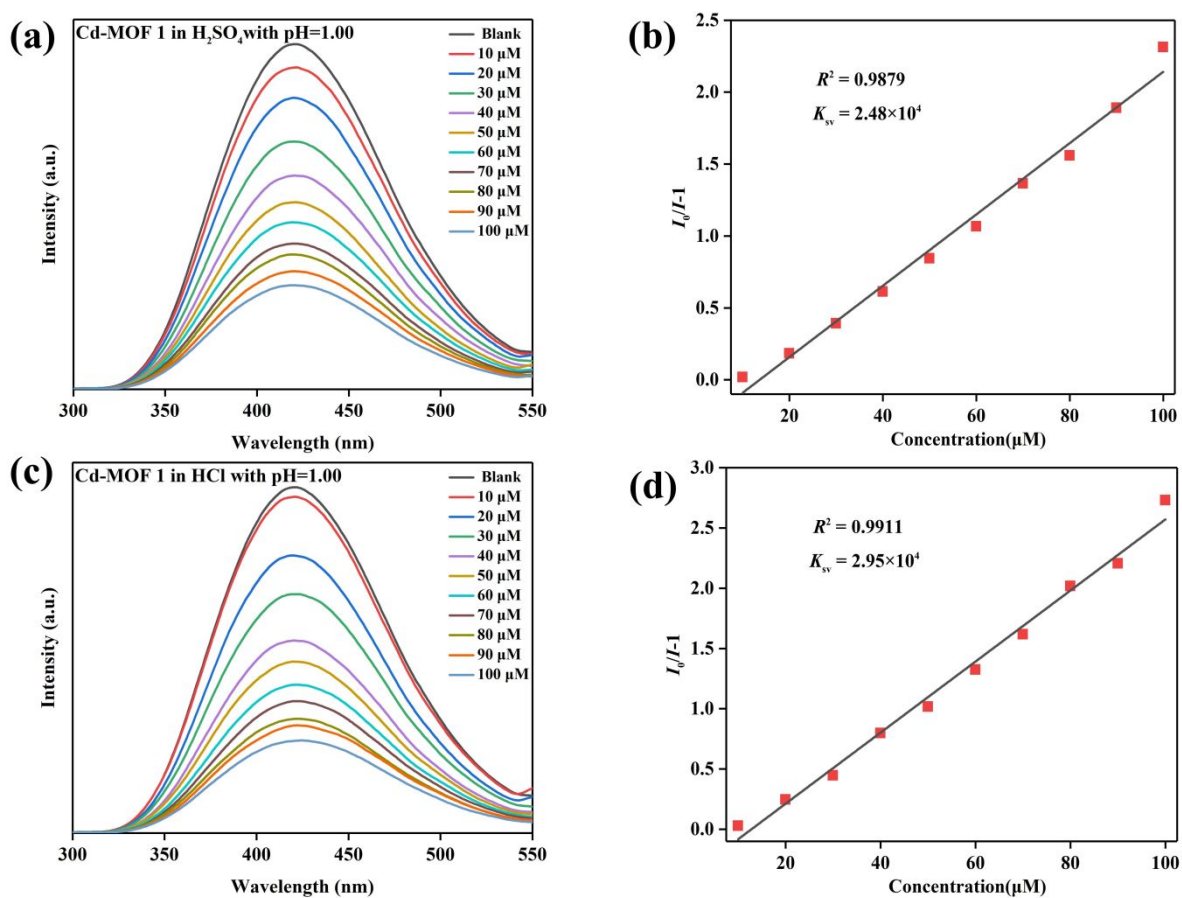 (a)
Cd-MOF 1 in H₂SO₄ with pH=1.00
Blank
10 μM
20 μM
30 μM
40 μM
50 μM
60 μM
70 μM
80 μM
90 μM
100 μM
Intensity (a.u.)
300 350 400 450 500 550
Wavelength (nm)
(b)
R² = 0.9879
Ksv = 2.48×10⁴
I₀/I-1
2.5
2.0
1.5
1.0
0.5
0.0
20 40 60 80 100
Concentration(μM)
(c)
Cd-MOF 1 in HCl with pH=1.00
Blank
10 μM
20 μM
30 μM
40 μM
50 μM
60 μM
70 μM
80 μM
90 μM
100 μM
Intensity (a.u.)
300 350 400 450 500 550
Wavelength (nm)
(d)
R² = 0.9911
Ksv = 2.95×10⁴
I₀/I-1
3.0
2.5
2.0
1.5
1.0
0.5
0.0
20 40 60 80 100
Concentration(μM)